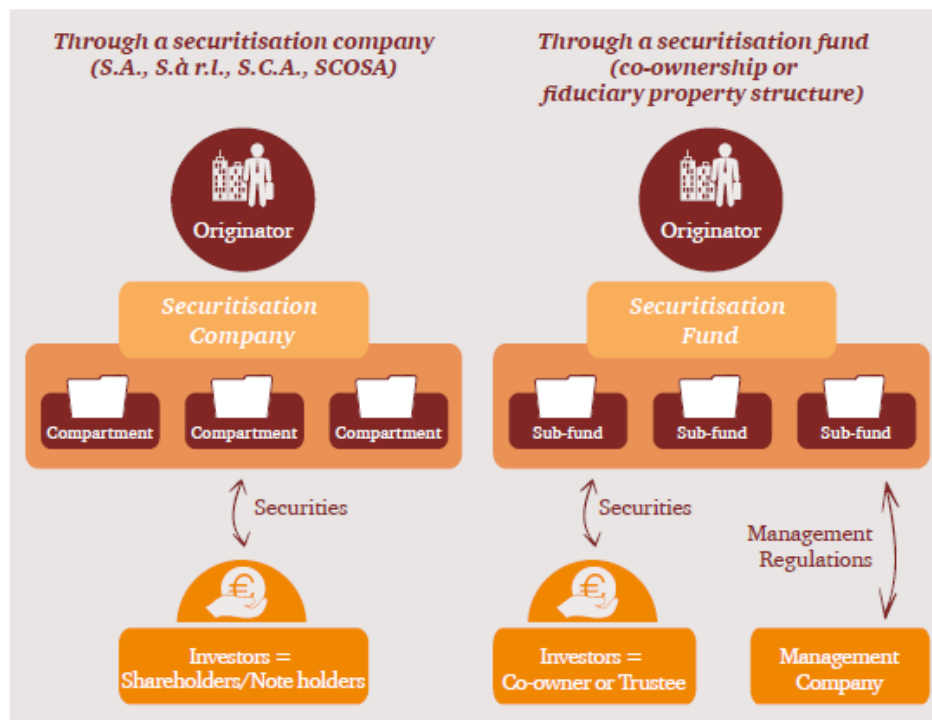 Through a securitisation company
(S.A., S.à r.l., S.C.A., SCOSA)
Originator
Securitisation
Company
Compartment
Compartment
Compartment
Securities
Investors =
Shareholders/Note holders
Through a securitisation fund
(co-ownership or
fiduciary property structure)
Originator
Securitisation
Fund
Sub-fund
Sub-fund
Sub-fund
Securities
Management
Regulations
Investors =
Co-owner or Trustee
Management
Company